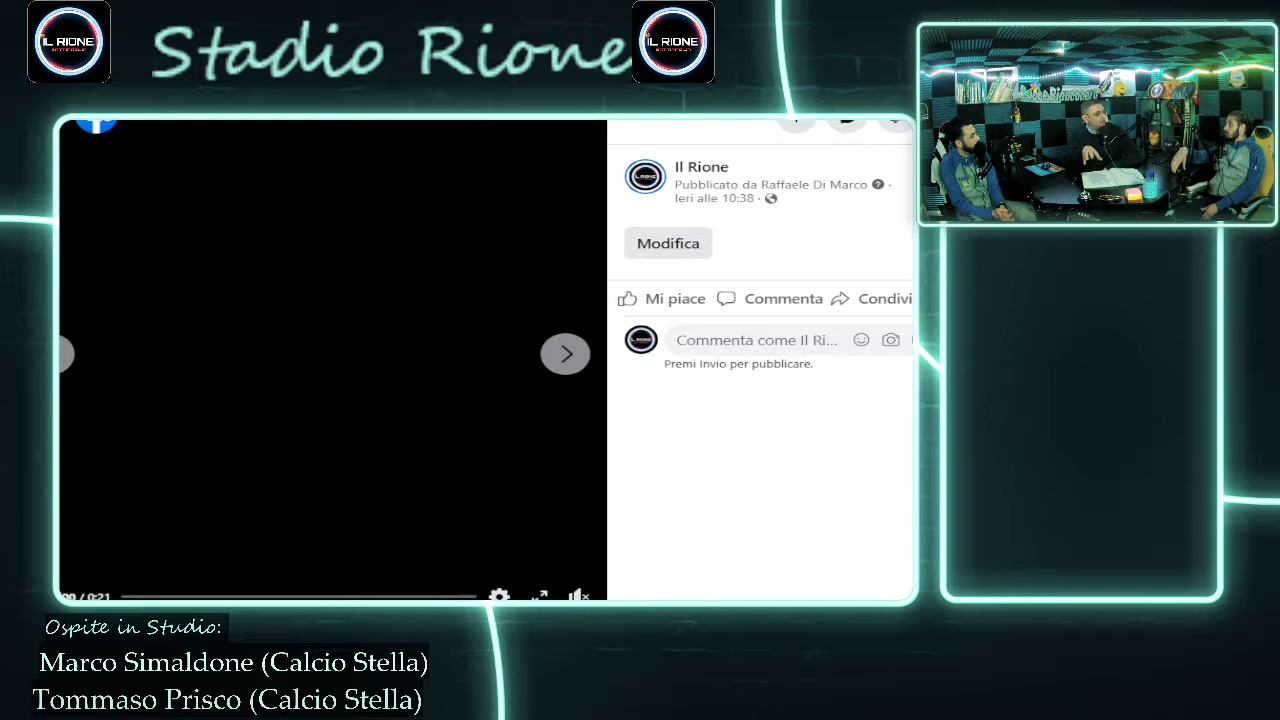 IL RIONE
Stadio Rione
IL RIONE
Il Rione
Pubblicato da Raffaele Di Marco
Ieri alle 10:38 ·
Modifica
Mi piace
Commenta
Condivi
Commenta come Il Ri...
Premi Invio per pubblicare.
00 / 0:21
Ospite in Studio:
Marco Simaldone (Calcio Stella)
Tommaso Prisco (Calcio Stella)